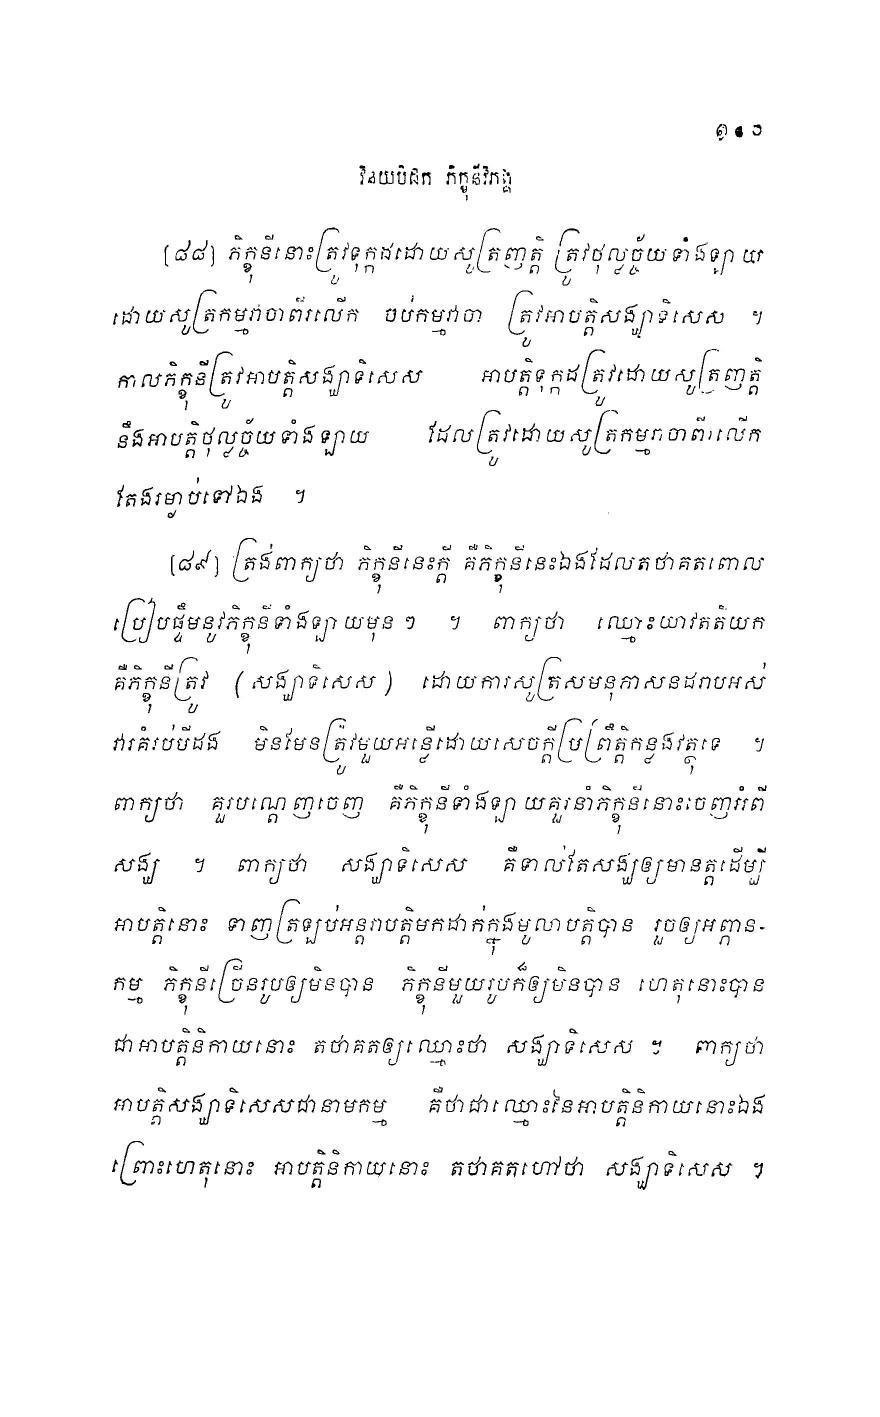 វិនយបិដក ភិក្ខុនីវិភង្គ
[៨៨] ភិក្ខុនីនោះត្រូវទុក្កដដោយសូត្រញត្តិ ត្រូវថុល្លច្ច័យទាំងឡាយ
ដោយសូត្រកម្មវាចាពីរលើក ចប់កម្មវាចា ត្រូវអាបត្តិសង្ឃាទិសេស ។
កាលភិក្ខុនីត្រូវអាបត្តិសង្ឃាទិសេស អាបត្តិទុក្កដត្រូវដោយសូត្រញត្តិ
នឹងអាបត្តិថុល្លច្ច័យទាំងឡាយ ដែលត្រូវដោយសូត្រកម្មវាចាពីរលើក
តែងរម្ងាប់ទៅឯង ។
[៨៩] ត្រង់ពាក្យថា ភិក្ខុនីនេះក្តី គឺភិក្ខុនីនេះឯងដែលតថាគតពោល
ប្រៀបផ្ទឹមនូវភិក្ខុនីទាំងឡាយមុនៗ ។ ពាក្យថា ឈ្មោះយាវតតិយក
គឺភិក្ខុនីត្រូវ (សង្ឃាទិសេស) ដោយការសូត្រសមនុភាសនដរាបអស់
វារគំរប់បីដង មិនមែនត្រូវមួយអន្លើដោយសេចក្តីប្រព្រឹត្តិកន្លងវត្ថុទេ ។
ពាក្យថា គួរបណ្តេញចេញ គឺភិក្ខុនីទាំងឡាយគួរនាំភិក្ខុនីនោះចេញអំពី
សង្ឃ ។ ពាក្យថា សង្ឃាទិសេស គឺទាល់តែសង្ឃឲ្យមានត្តដើម្បី
អាបត្តិនោះ ទាញត្រឡប់អន្តរាបត្តិមកដាក់ក្នុងមូលាបត្តិបាន រួចឲ្យអព្ភាន-
កម្ម ភិក្ខុនីច្រើនរូបឲ្យមិនបាន ភិក្ខុនីមួយរូបក៏ឲ្យមិនបាន ហេតុនោះបាន
ជាអាបត្តិនិកាយនោះ តថាគតឲ្យឈ្មោះថា សង្ឃាទិសេស ។ ពាក្យថា
អាបត្តិសង្ឃាទិសេសជានាមកម្ម គឺថាជាឈ្មោះនៃអាបត្តិនិកាយនោះឯង
ព្រោះហេតុនោះ អាបត្តិនិកាយនោះ តថាគតហៅថា សង្ឃាទិសេស ។